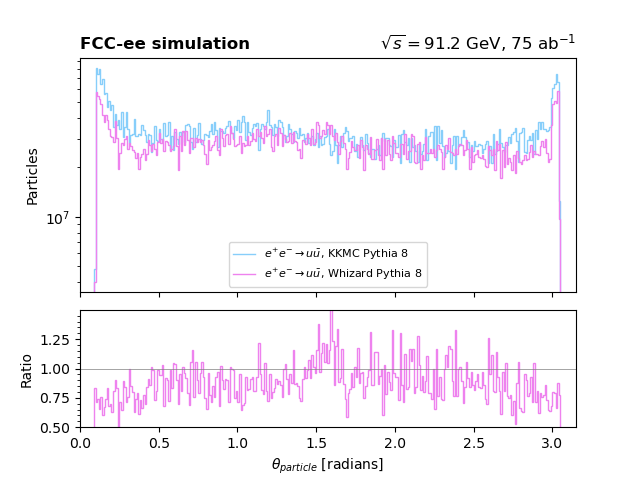 FCC-ee simulation √s = 91.2 GeV, 75 ab⁻¹
Particles
10⁷
e⁺e⁻ → uū, KKMC Pythia 8
e⁺e⁻ → uū, Whizard Pythia 8
Ratio
1.25
1.00
0.75
0.50
0.0 0.5 1.0 1.5 2.0 2.5 3.0
θ_particle [radians]